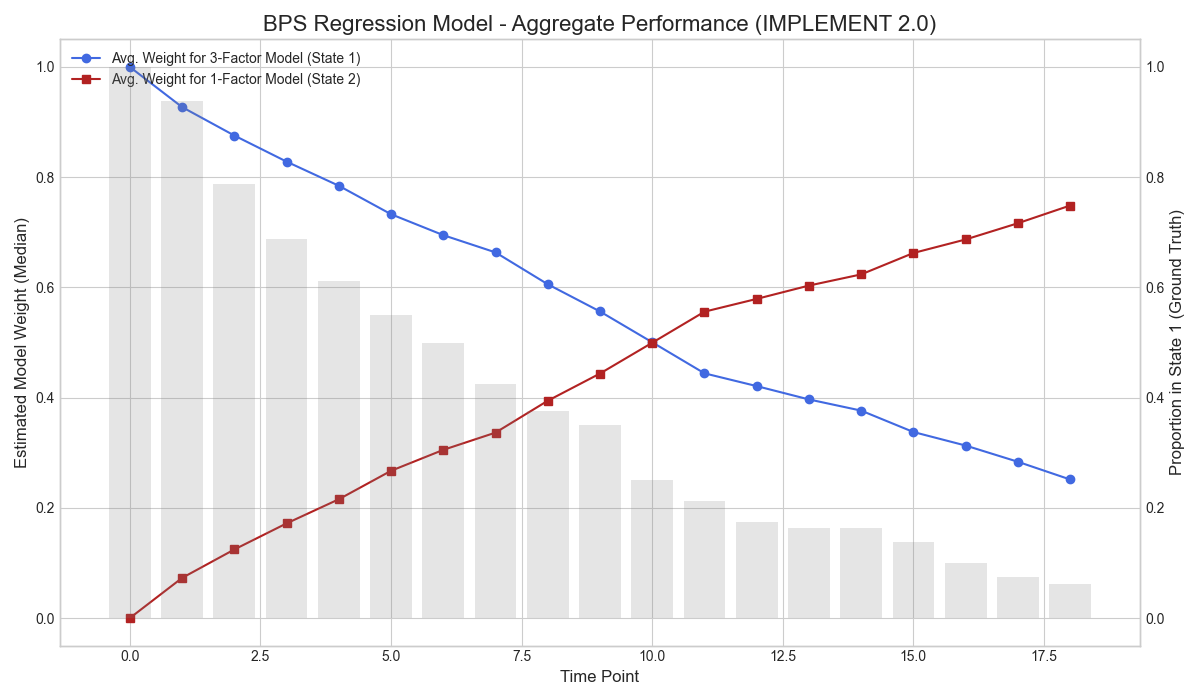 BPS Regression Model - Aggregate Performance (IMPLEMENT 2.0)
Avg. Weight for 3-Factor Model (State 1)
Avg. Weight for 1-Factor Model (State 2)
Estimated Model Weight (Median)
1.0
0.8
0.6
0.4
0.2
0.0
1.0
0.8
0.6
0.4
0.2
0.0
Proportion in State 1 (Ground Truth)
0.0 2.5 5.0 7.5 10.0 12.5 15.0 17.5
Time Point